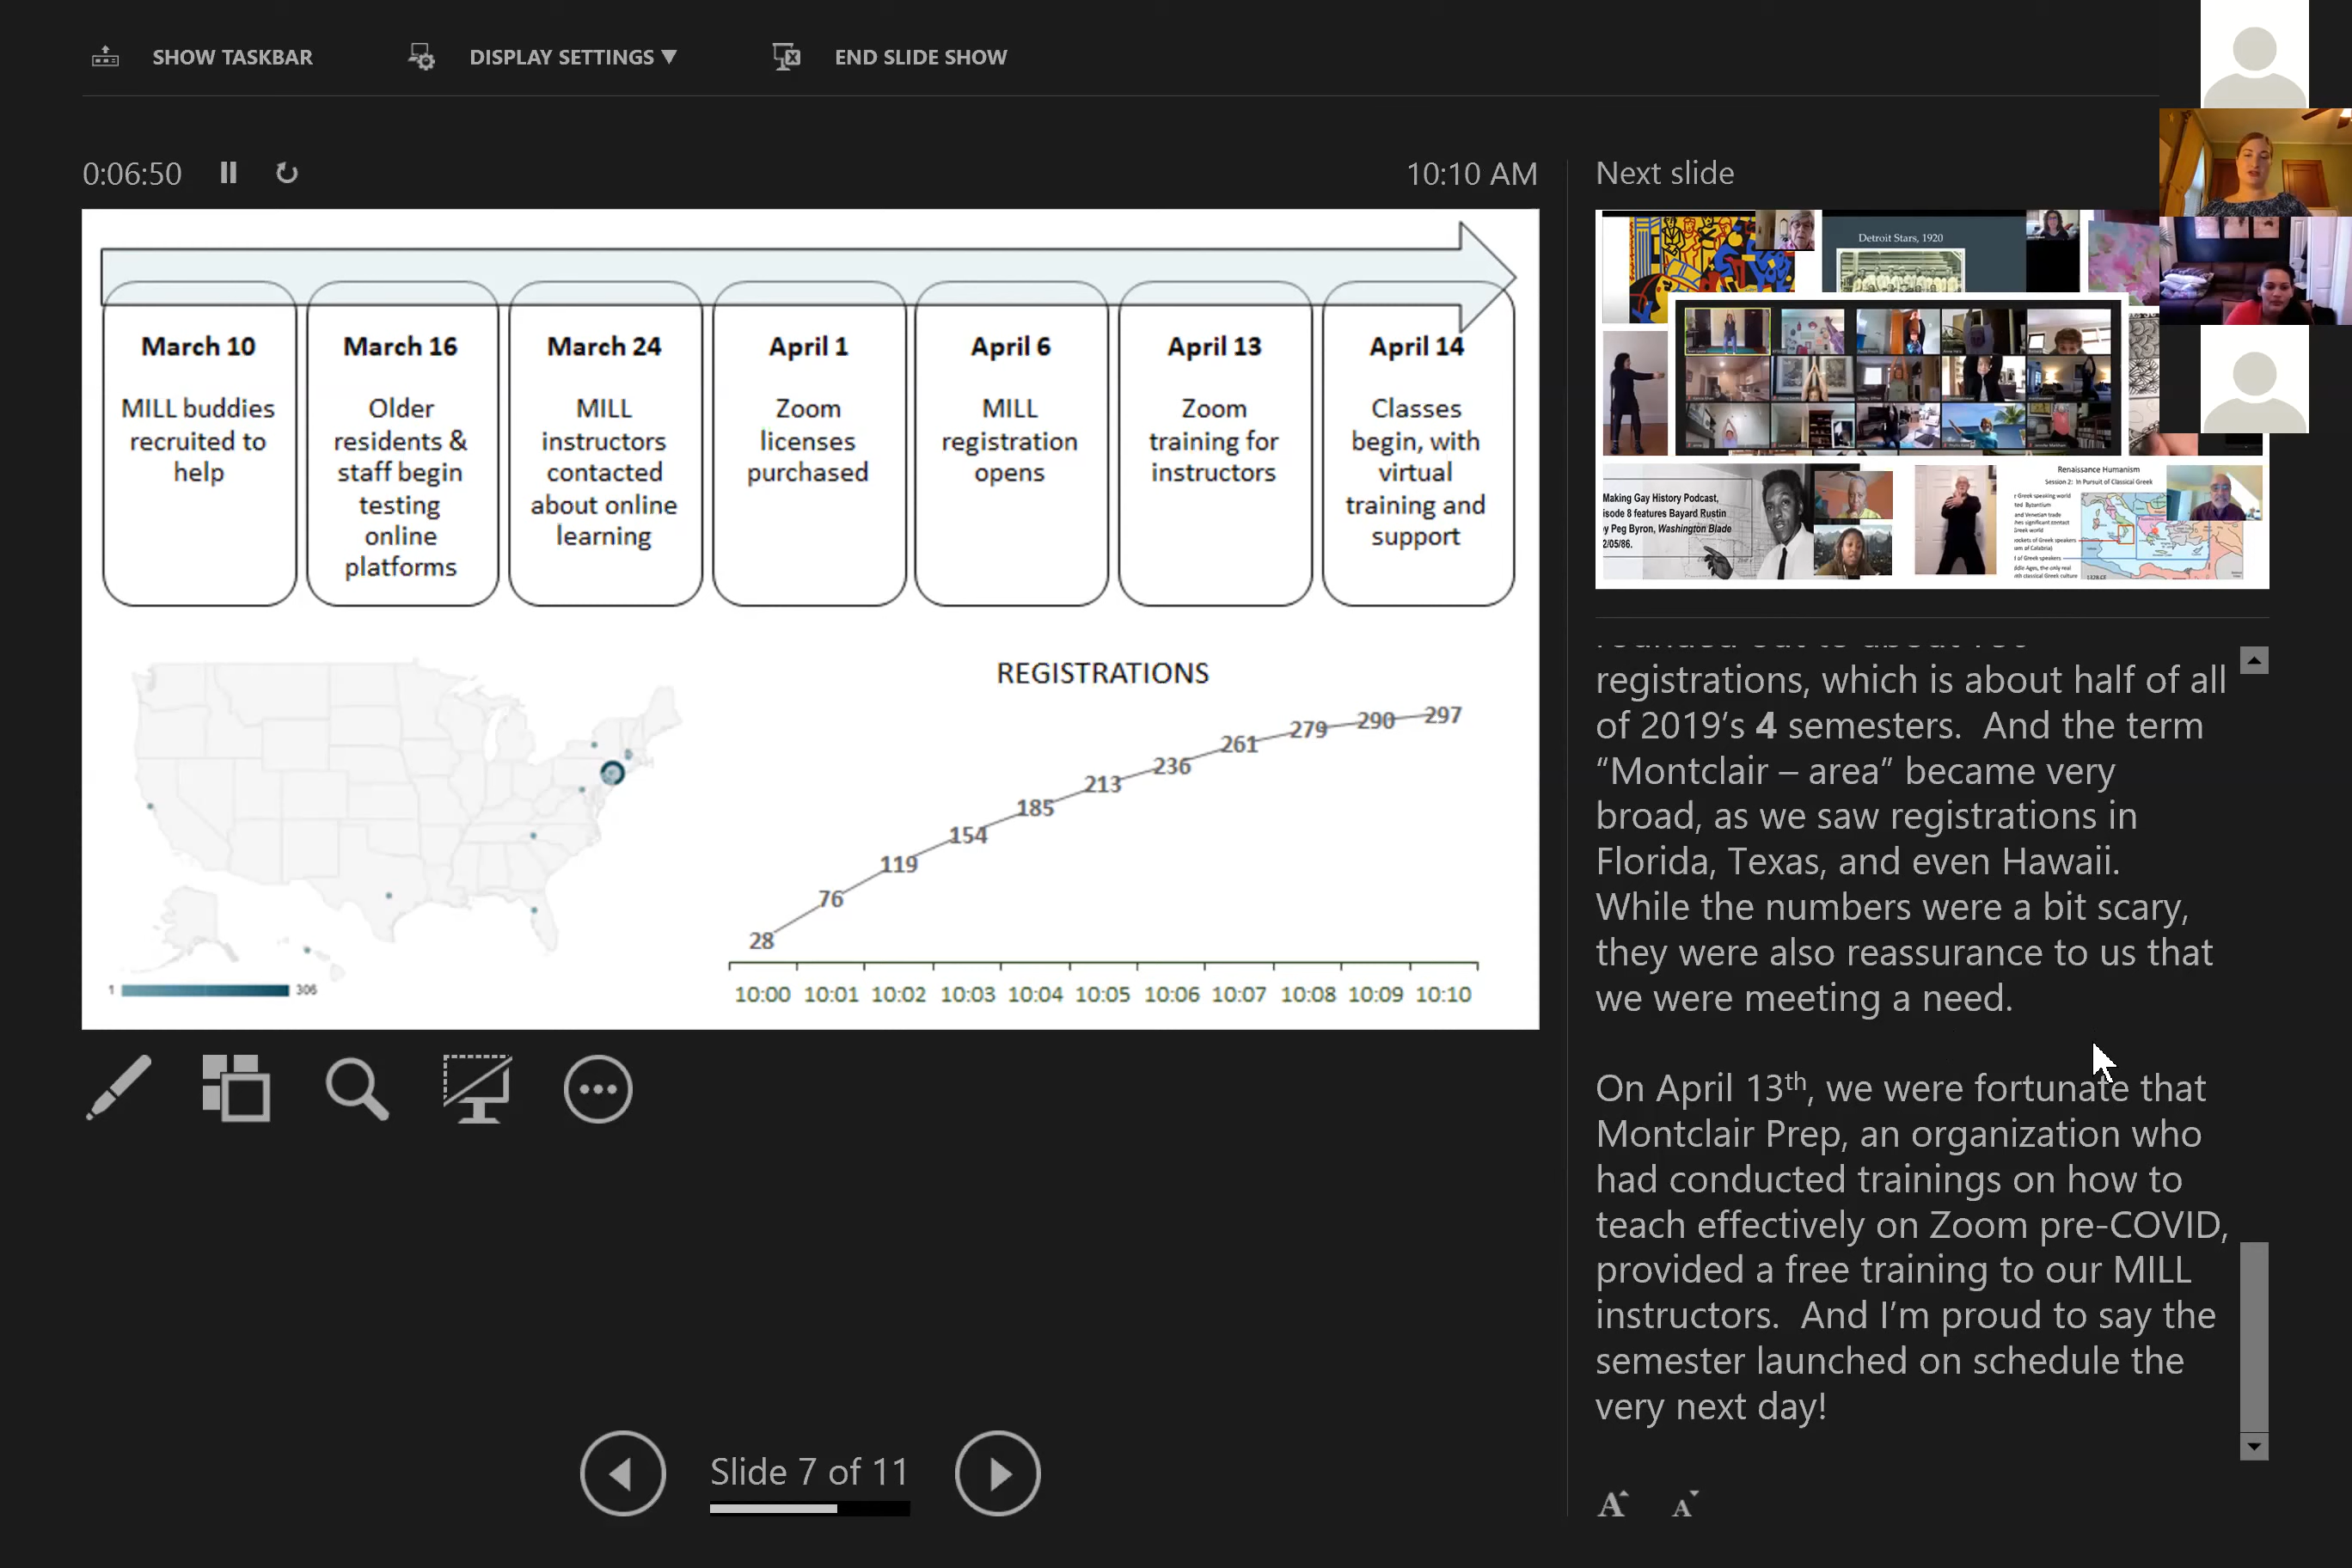 SHOW TASKBAR
DISPLAY SETTINGS ▼
END SLIDE SHOW
0:06:50
10:10 AM
March 10
MILL buddies
recruited to
help
March 16
Older
residents &
staff begin
testing
online
platforms
March 24
MILL
instructors
contacted
about online
learning
April 1
Zoom
licenses
purchased
April 6
MILL
registration
opens
April 13
Zoom
training for
instructors
April 14
Classes
begin, with
virtual
training and
support
1
306
REGISTRATIONS
28
76
119
154
185
213
236
261
279
290
297
10:00 10:01 10:02 10:03 10:04 10:05 10:06 10:07 10:08 10:09 10:10
Slide 7 of 11
Next slide
Detroit Stars, 1920
Making Gay History Podcast,
isode 8 features Bayard Rustin
y Peg Byron, Washington Blade
2/05/86.
Renaissance Humanism
Session 2: In Pursuit of Classical Greek
registrations, which is about half of all
of 2019’s 4 semesters. And the term
“Montclair – area” became very
broad, as we saw registrations in
Florida, Texas, and even Hawaii.
While the numbers were a bit scary,
they were also reassurance to us that
we were meeting a need.
On April 13th, we were fortunate that
Montclair Prep, an organization who
had conducted trainings on how to
teach effectively on Zoom pre-COVID,
provided a free training to our MILL
instructors. And I’m proud to say the
semester launched on schedule the
very next day!
A A